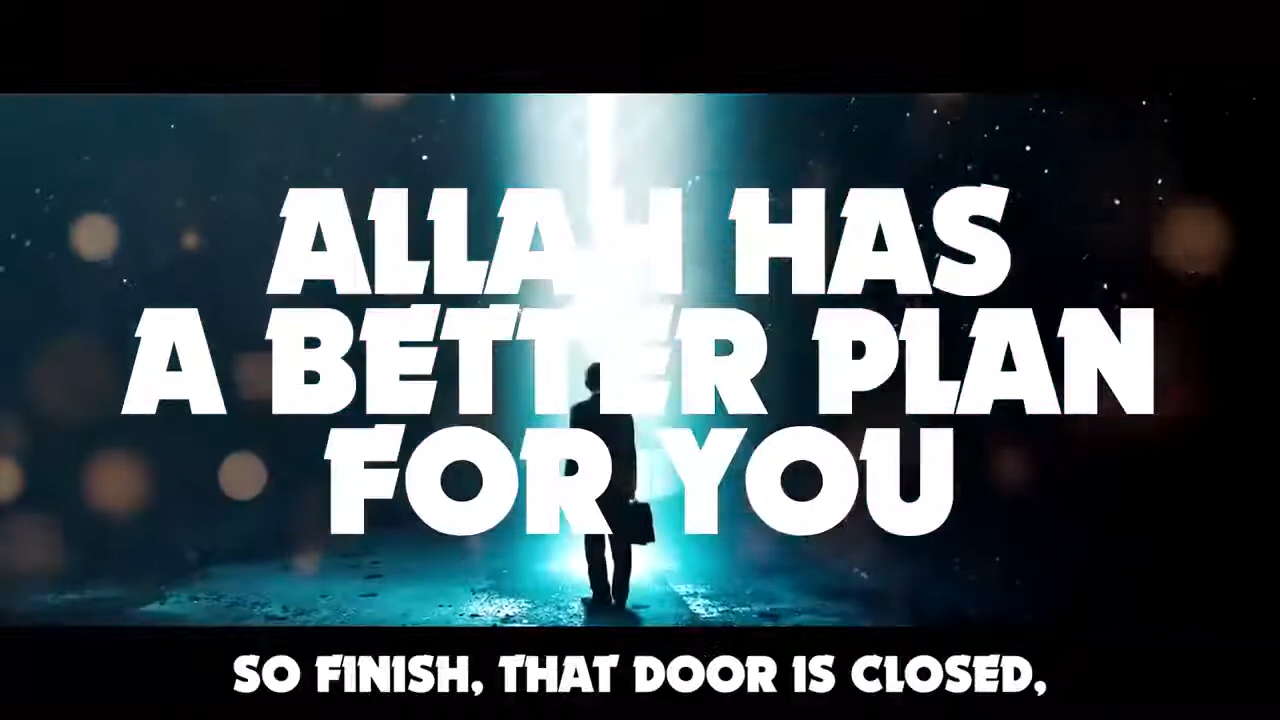 ALLAH HAS
A BETTER PLAN
FOR YOU
SO FINISH, THAT DOOR IS CLOSED,